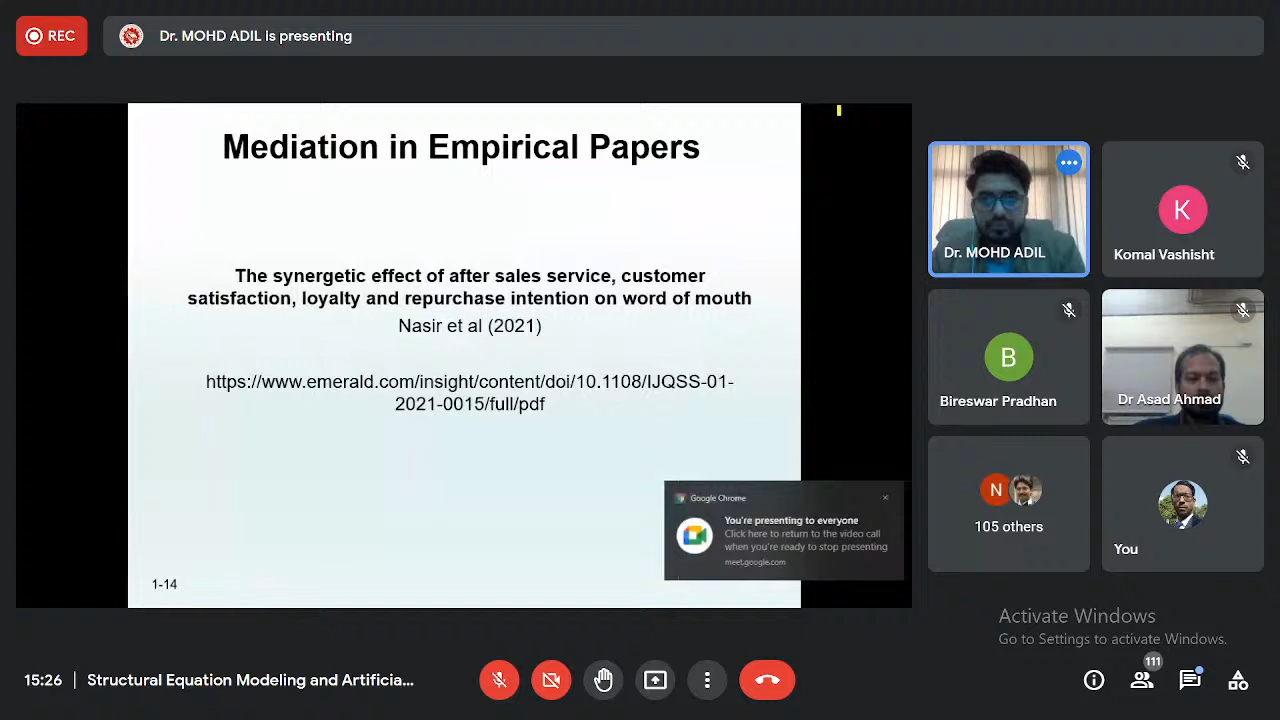 REC
Dr. MOHD ADIL is presenting
Mediation in Empirical Papers
The synergetic effect of after sales service, customer
satisfaction, loyalty and repurchase intention on word of mouth
Nasir et al (2021)
https://www.emerald.com/insight/content/doi/10.1108/IJQSS-01-
2021-0015/full/pdf
1-14
Google Chrome
You're presenting to everyone
Click here to return to the video call
when you're ready to stop presenting
meet.google.com
Dr. MOHD ADIL
K
Komal Vashisht
B
Bireswar Pradhan
Dr Asad Ahmad
N
105 others
You
Activate Windows
Go to Settings to activate Windows.
15:26 | Structural Equation Modeling and Artificia...
111